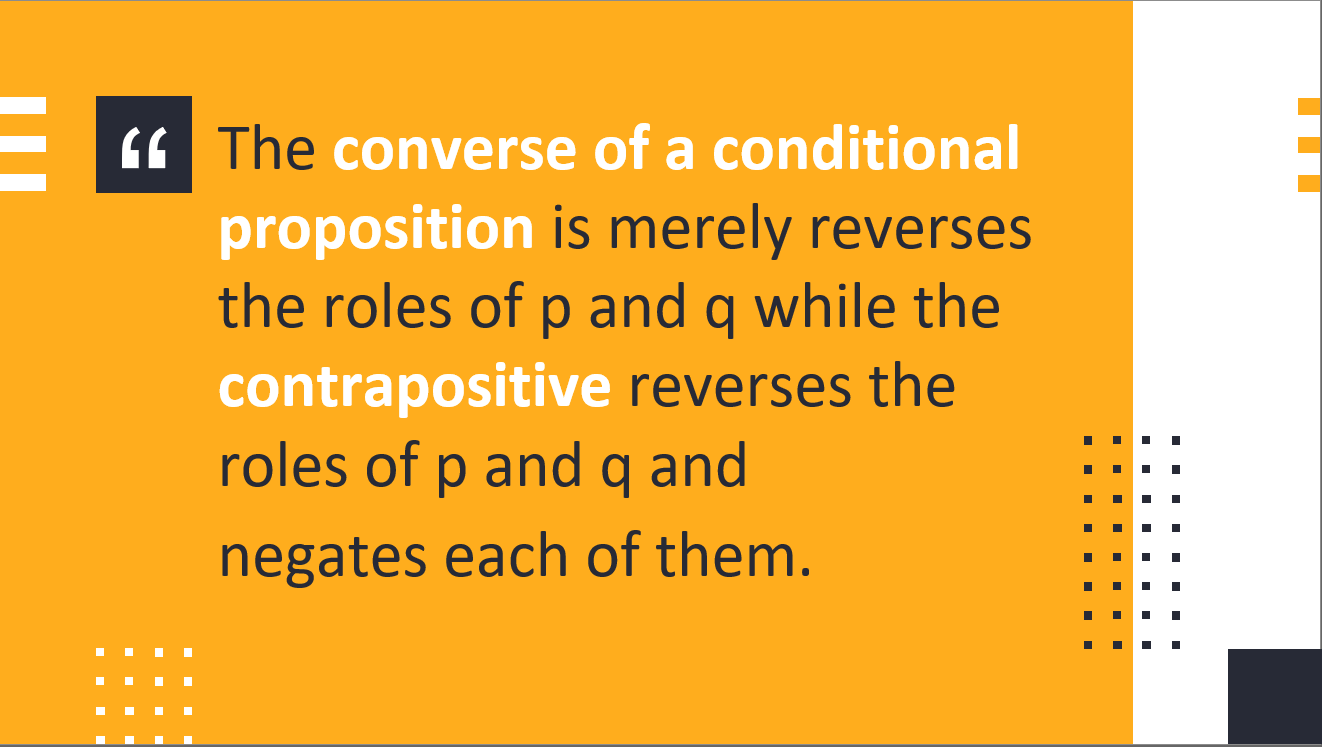 “
The converse of a conditional
proposition is merely reverses
the roles of p and q while the
contrapositive reverses the
roles of p and q and
negates each of them.